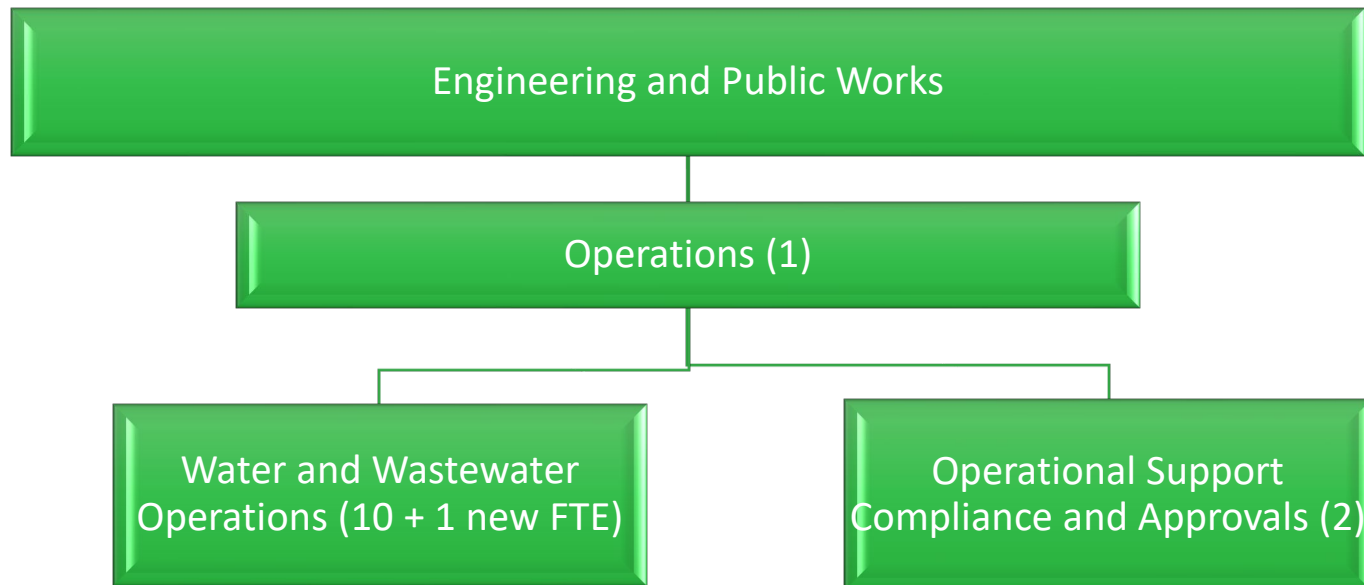 Engineering and Public Works
Operations (1)
Water and Wastewater
Operations (10 + 1 new FTE)
Operational Support
Compliance and Approvals (2)